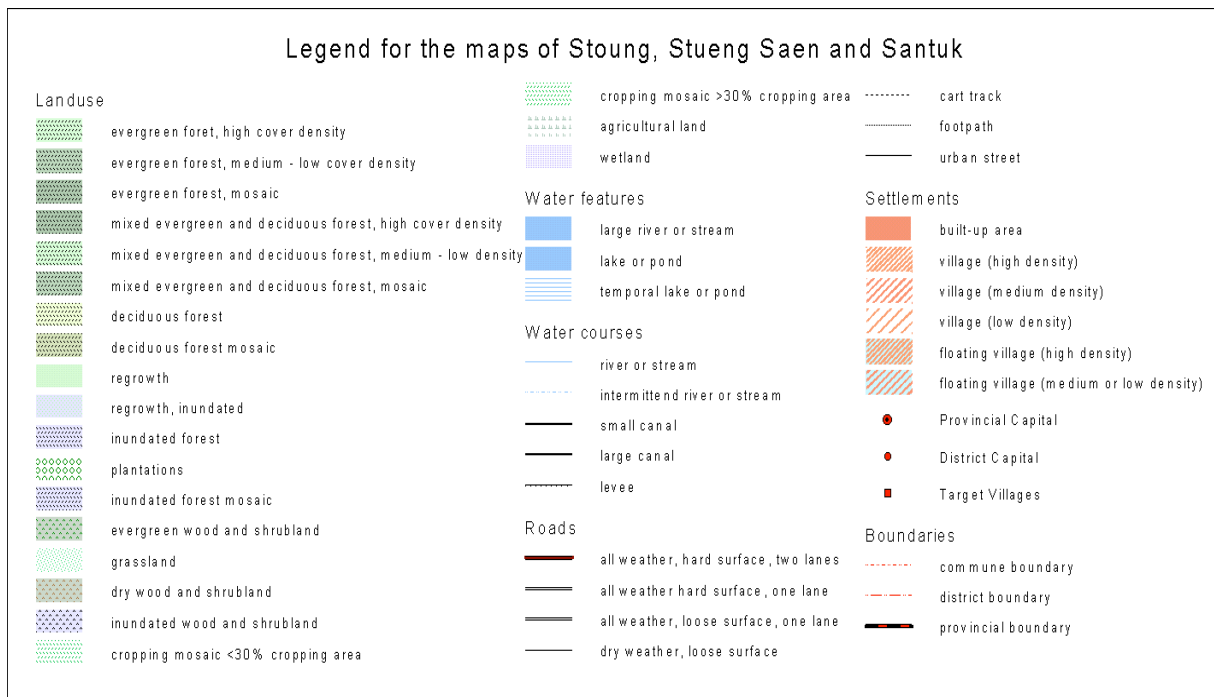 Legend for the maps of Stoung, Stueng Saen and Santuk
Landuse
evergreen foret, high cover density
evergreen forest, medium - low cover density
evergreen forest, mosaic
mixed evergreen and deciduous forest, high cover density
mixed evergreen and deciduous forest, medium - low density
mixed evergreen and deciduous forest, mosaic
deciduous forest
deciduous forest mosaic
regrowth
regrowth, inundated
inundated forest
plantations
inundated forest mosaic
evergreen wood and shrubland
grassland
dry wood and shrubland
inundated wood and shrubland
cropping mosaic <30% cropping area
cropping mosaic >30% cropping area
agricultural land
wetland
Water features
large river or stream
lake or pond
temporal lake or pond
Water courses
river or stream
intermittend river or stream
small canal
large canal
levee
Roads
all weather, hard surface, two lanes
all weather hard surface, one lane
all weather, loose surface, one lane
dry weather, loose surface
cart track
footpath
urban street
Settlements
built-up area
village (high density)
village (medium density)
village (low density)
floating village (high density)
floating village (medium or low density)
Provincial Capital
District Capital
Target Villages
Boundaries
commune boundary
district boundary
provincial boundary